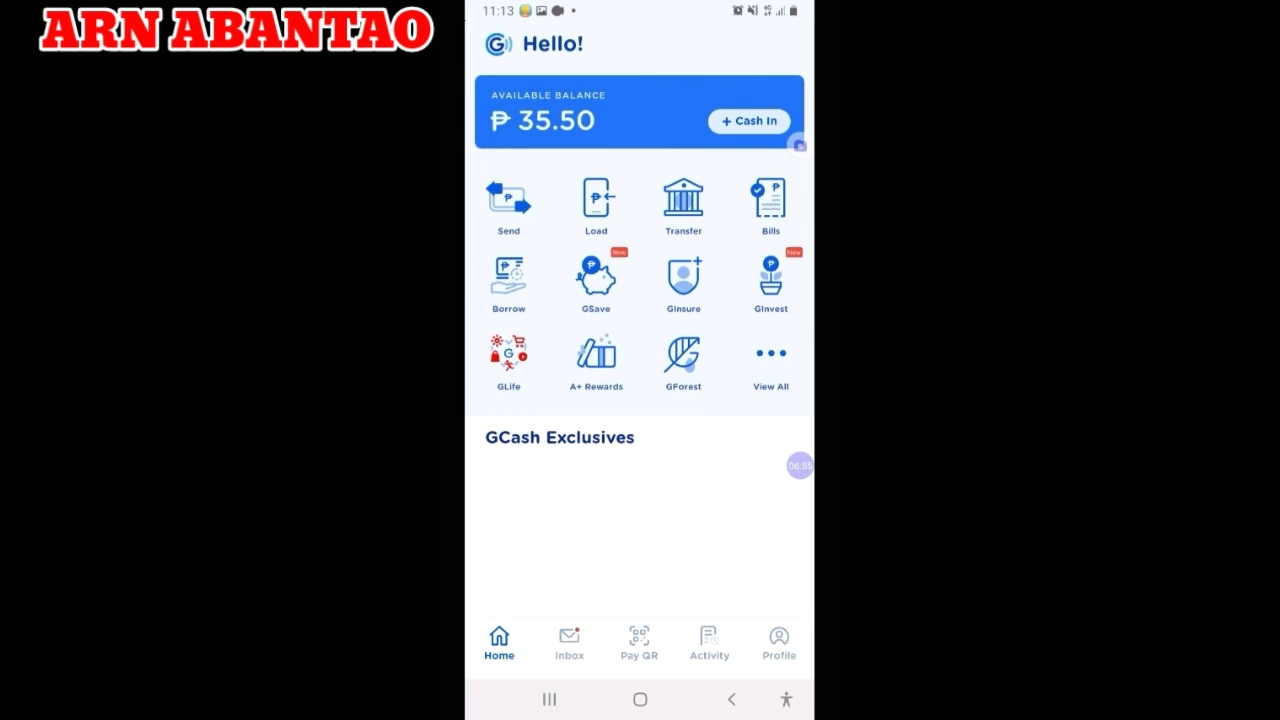 ARN ABANTAO
11:13
Hello!
AVAILABLE BALANCE
₱ 35.50
+ Cash In
Send
Load
Transfer
Bills
New
New
Borrow
GSave
GInsure
GInvest
GLife
A+ Rewards
GForest
View All
GCash Exclusives
06:55
Home
Inbox
Pay QR
Activity
Profile